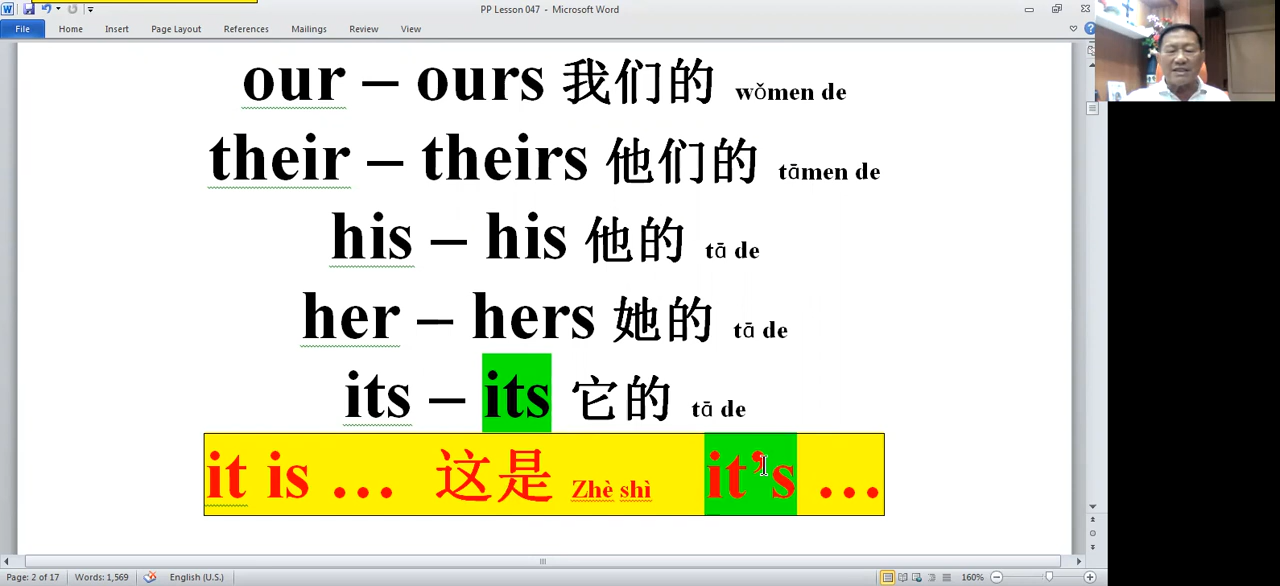 PP Lesson 047 - Microsoft Word
File Home Insert Page Layout References Mailings Review View
our – ours 我们的 wǒmen de
their – theirs 他们的 tāmen de
his – his 他的 tā de
her – hers 她的 tā de
its – its 它的 tā de
it is … 这是 Zhè shì it’s …
Page: 2 of 17 Words: 1,569 English (U.S.) 160%